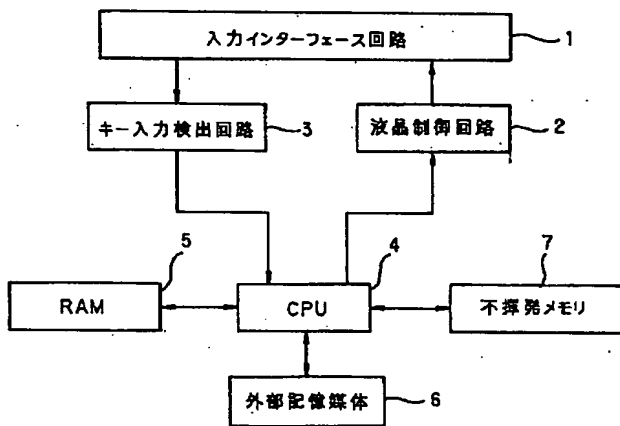 入力インターフェース回路
1
キー入力検出回路
3
液晶制御回路
2
5
RAM
4
CPU
7
不揮発メモリ
外部記憶媒体
6